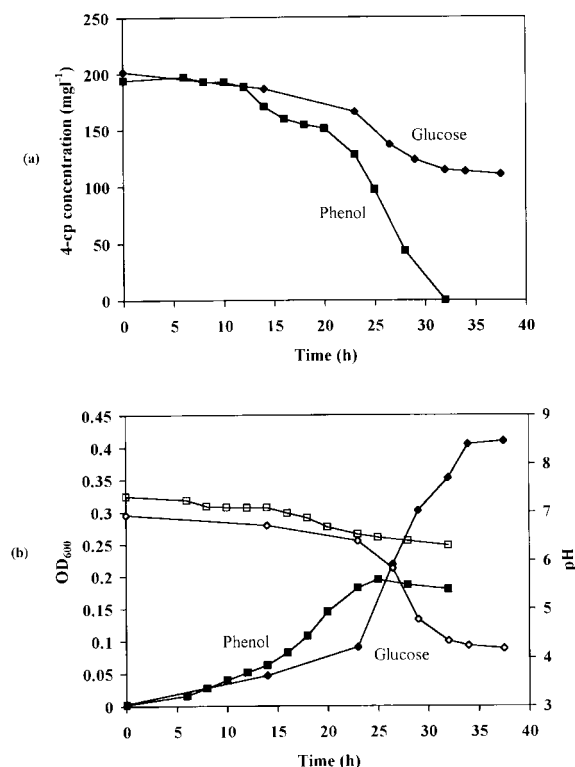 250
200
150
100
50
0
4-cp concentration (mgl⁻¹)
(a)
Glucose
Phenol
0 5 10 15 20 25 30 35 40
Time (h)
0.45
0.4
0.35
0.3
0.25
0.2
0.15
0.1
0.05
0
OD₆₀₀
(b)
Phenol
Glucose
9
8
7
6
5
4
3
pH
0 5 10 15 20 25 30 35 40
Time (h)